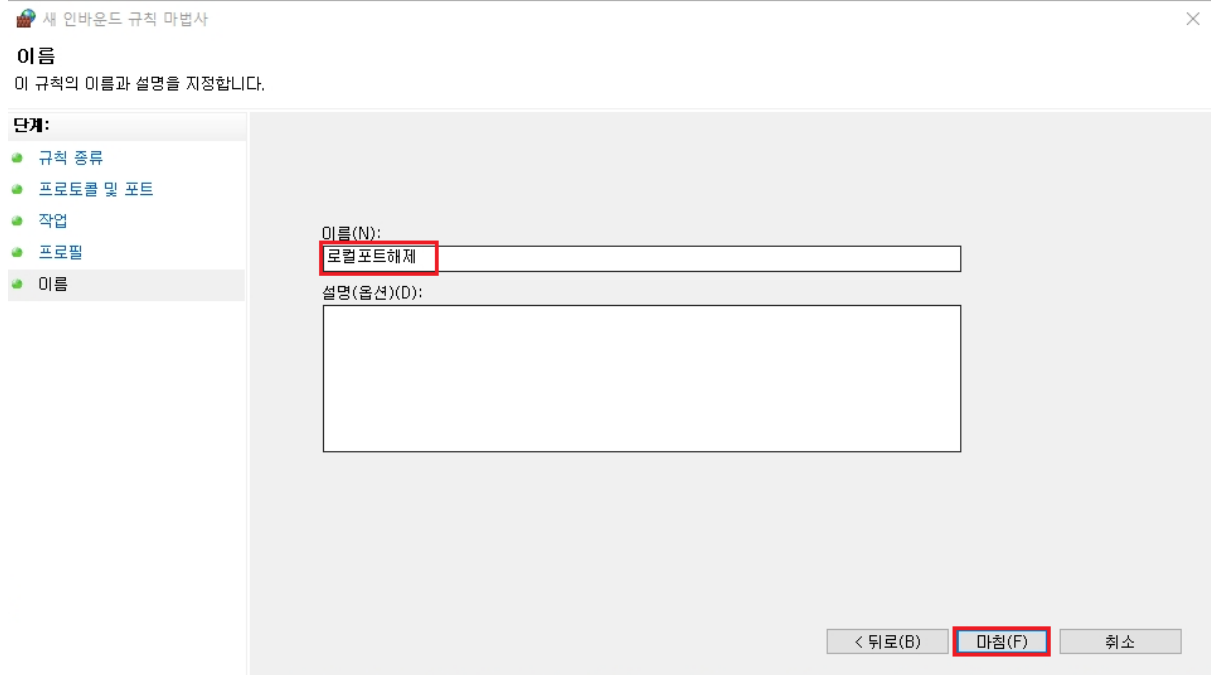 새 인바운드 규칙 마법사
이름
이 규칙의 이름과 설명을 지정합니다.
단계:
규칙 종류
프로토콜 및 포트
작업
프로필
이름
이름(N):
로컬포트해제
설명(옵션)(D):
< 뒤로(B) 마침(F) 취소